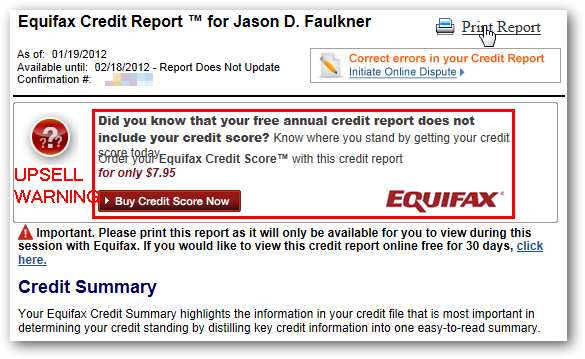 Equifax Credit Report ™ for Jason D. Faulkner
Print Report
As of: 01/19/2012
Available until: 02/18/2012 - Report Does Not Update
Confirmation #:
Correct errors in your Credit Report
Initiate Online Dispute
Did you know that your free annual credit report does not
include your credit score? Know where you stand by getting your credit
score today.
Order your Equifax Credit Score™ with this credit report
for only $7.95
UPSELL
WARNING
Buy Credit Score Now
EQUIFAX
Important. Please print this report as it will only be available for you to view during this
session with Equifax. If you would like to view this credit report online free for 30 days, click
here.
Credit Summary
Your Equifax Credit Summary highlights the information in your credit file that is most important in
determining your credit standing by distilling key credit information into one easy-to-read summary.